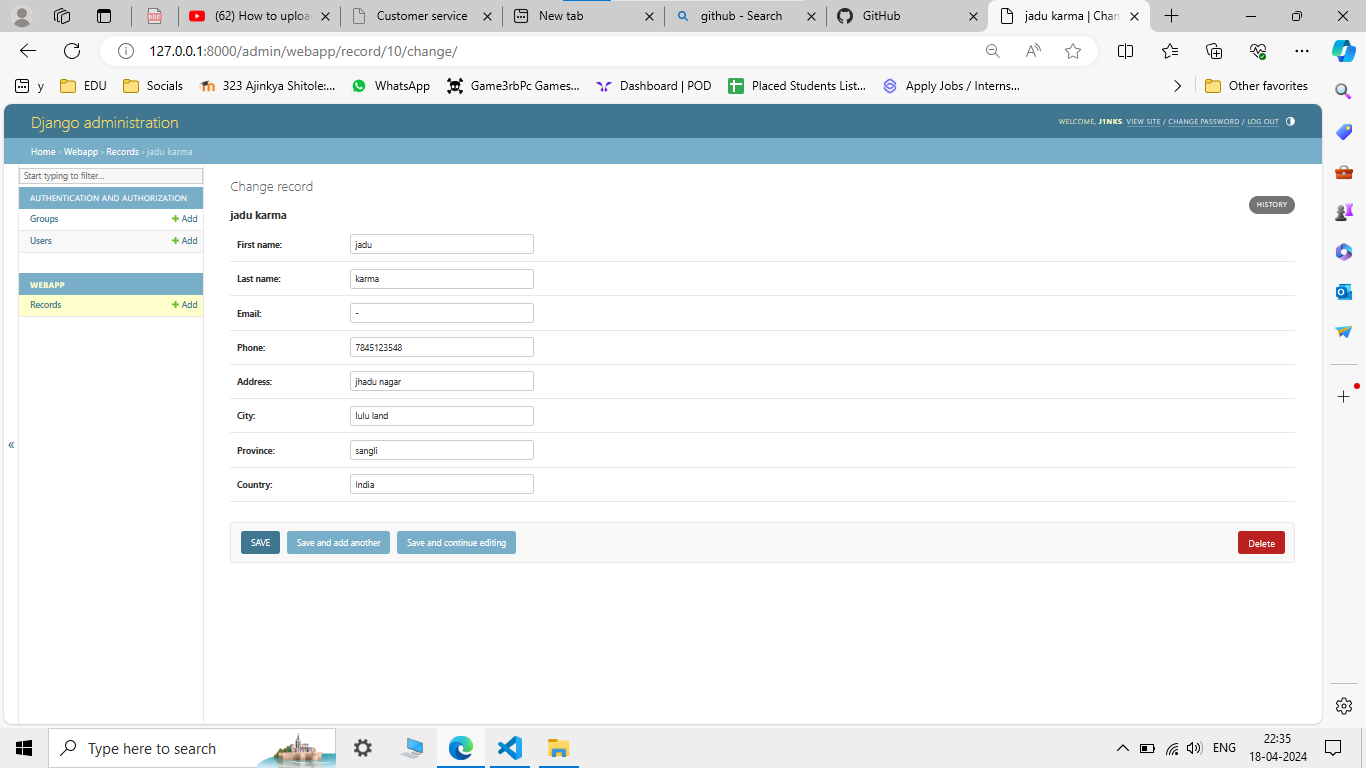 (62) How to uploa
Customer service
New tab
github - Search
GitHub
jadu karma | Chan
127.0.0.1:8000/admin/webapp/record/10/change/
y
EDU
Socials
323 Ajinkya Shitole:...
WhatsApp
Game3rbPc Games...
Dashboard | POD
Placed Students List...
Apply Jobs / Interns...
Other favorites
Django administration
WELCOME, J1NKS. VIEW SITE / CHANGE PASSWORD / LOG OUT
Home › Webapp › Records › jadu karma
Start typing to filter...
AUTHENTICATION AND AUTHORIZATION
Groups + Add
Users + Add
WEBAPP
Records + Add
«
Change record
HISTORY
jadu karma
First name: jadu
Last name: karma
Email: -
Phone: 7845123548
Address: jhadu nagar
City: lulu land
Province: sangli
Country: India
SAVE
Save and add another
Save and continue editing
Delete
Type here to search
ENG
22:35
18-04-2024